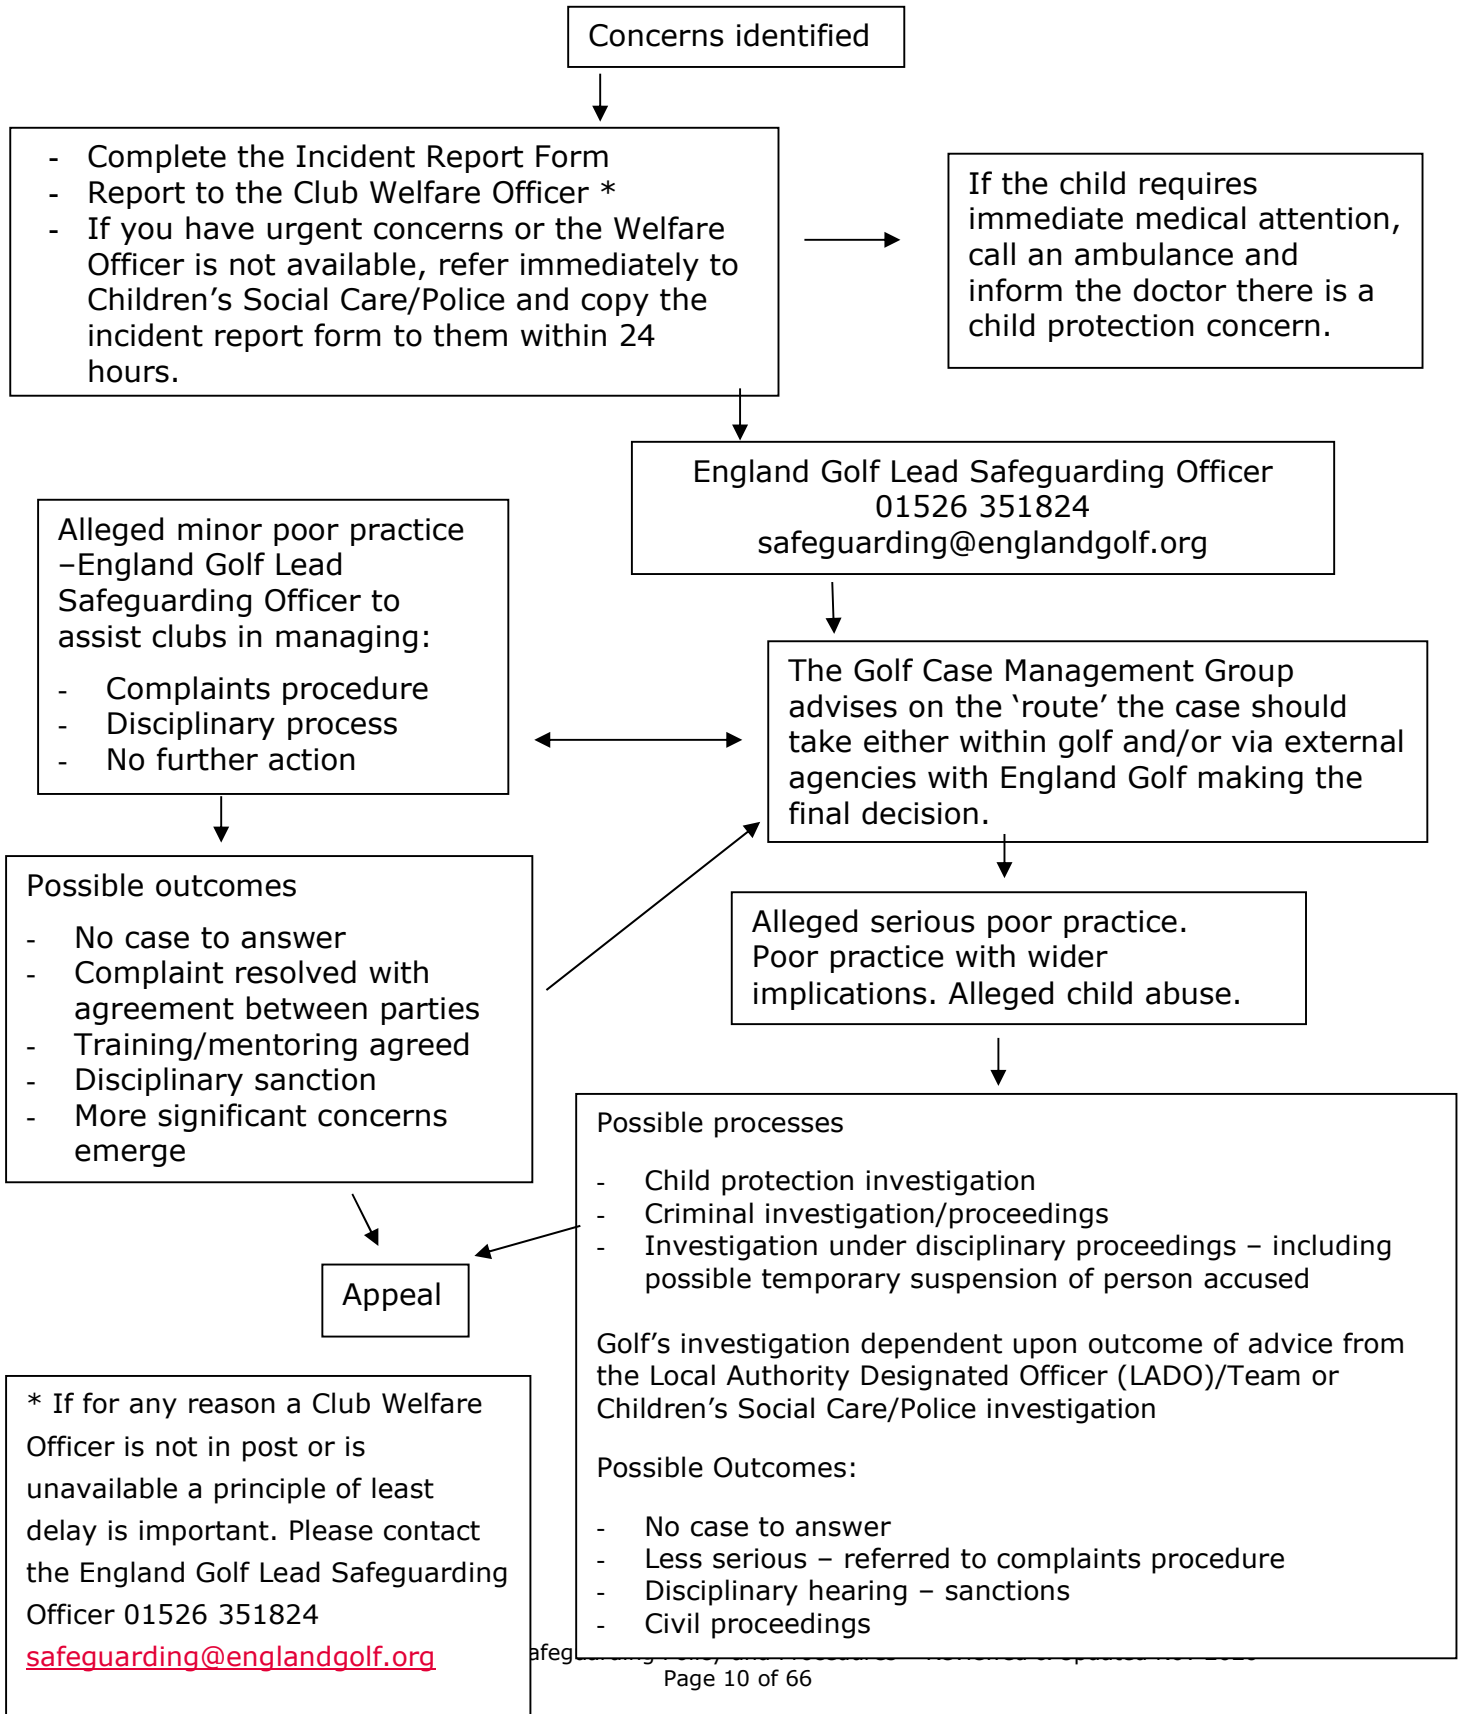 Concerns identified
- Complete the Incident Report Form
- Report to the Club Welfare Officer *
- If you have urgent concerns or the Welfare
Officer is not available, refer immediately to
Children’s Social Care/Police and copy the
incident report form to them within 24
hours.
If the child requires
immediate medical attention,
call an ambulance and
inform the doctor there is a
child protection concern.
England Golf Lead Safeguarding Officer
01526 351824
safeguarding@englandgolf.org
Alleged minor poor practice
–England Golf Lead
Safeguarding Officer to
assist clubs in managing:
- Complaints procedure
- Disciplinary process
- No further action
The Golf Case Management Group
advises on the ‘route’ the case should
take either within golf and/or via external
agencies with England Golf making the
final decision.
Possible outcomes
- No case to answer
- Complaint resolved with
agreement between parties
- Training/mentoring agreed
- Disciplinary sanction
- More significant concerns
emerge
Alleged serious poor practice.
Poor practice with wider
implications. Alleged child abuse.
Possible processes
- Child protection investigation
- Criminal investigation/proceedings
- Investigation under disciplinary proceedings – including
possible temporary suspension of person accused
Golf’s investigation dependent upon outcome of advice from
the Local Authority Designated Officer (LADO)/Team or
Children’s Social Care/Police investigation
Possible Outcomes:
- No case to answer
- Less serious – referred to complaints procedure
- Disciplinary hearing – sanctions
- Civil proceedings
Appeal
* If for any reason a Club Welfare
Officer is not in post or is
unavailable a principle of least
delay is important. Please contact
the England Golf Lead Safeguarding
Officer 01526 351824
safeguarding@englandgolf.org
Page 10 of 66